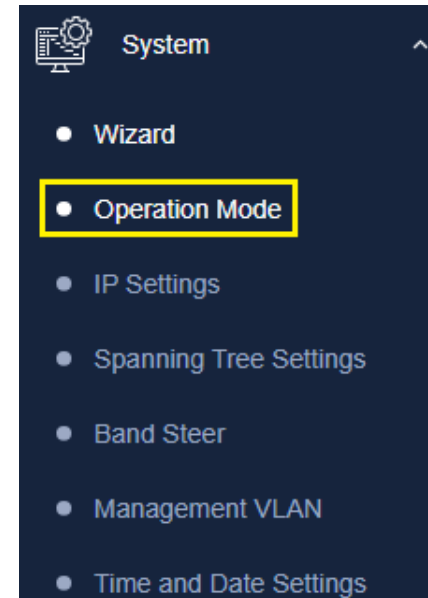 System
Wizard
Operation Mode
IP Settings
Spanning Tree Settings
Band Steer
Management VLAN
Time and Date Settings